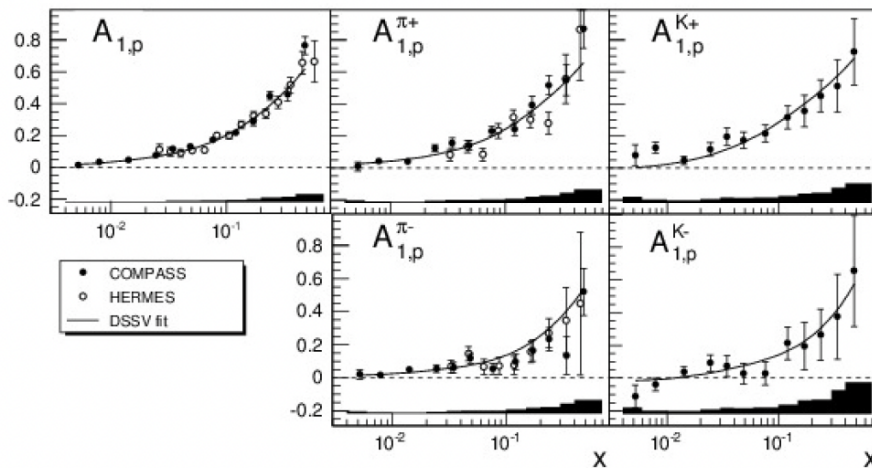 A1,p
Aπ+1,p
AK+1,p
0.8
0.6
0.4
0.2
0
-0.2
10-2
10-1
Aπ-1,p
AK-1,p
COMPASS
HERMES
DSSV fit
0.8
0.6
0.4
0.2
0
-0.2
10-2
10-1
x
10-2
10-1
x